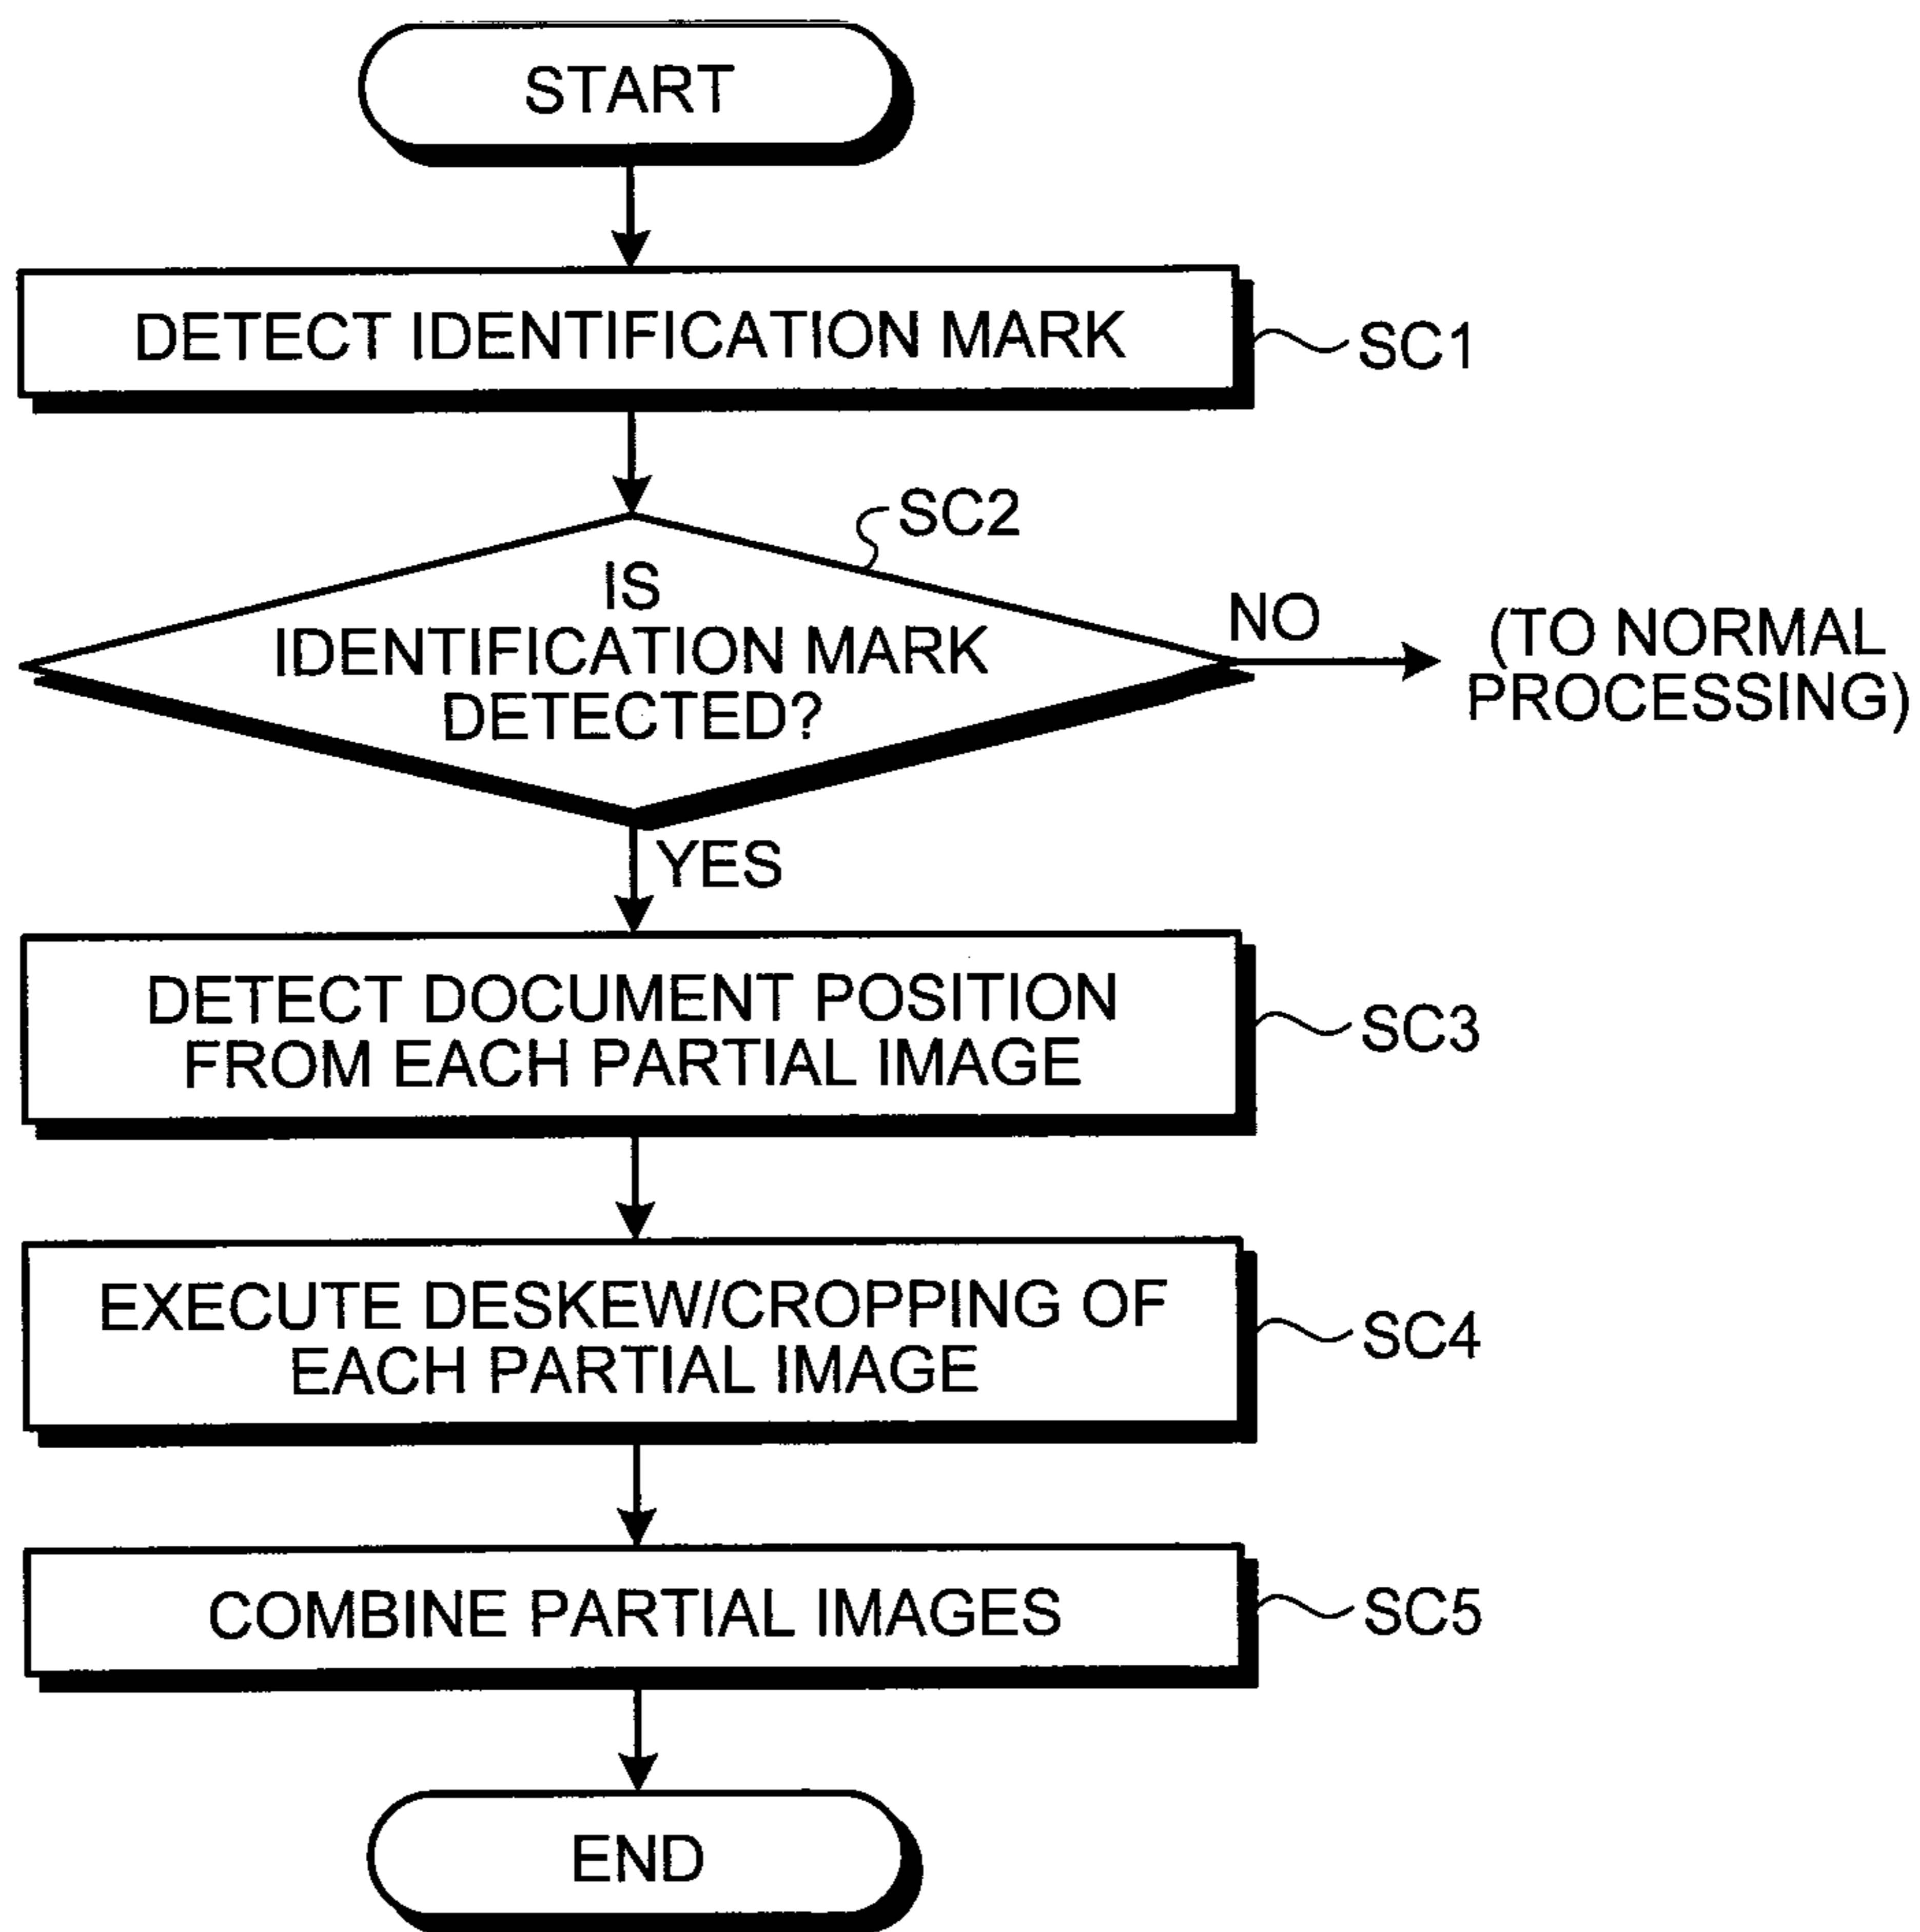 START
DETECT IDENTIFICATION MARK
SC1
SC2
IS
IDENTIFICATION MARK
DETECTED?
NO
(TO NORMAL
PROCESSING)
YES
DETECT DOCUMENT POSITION
FROM EACH PARTIAL IMAGE
SC3
EXECUTE DESKEW/CROPPING OF
EACH PARTIAL IMAGE
SC4
COMBINE PARTIAL IMAGES
SC5
END